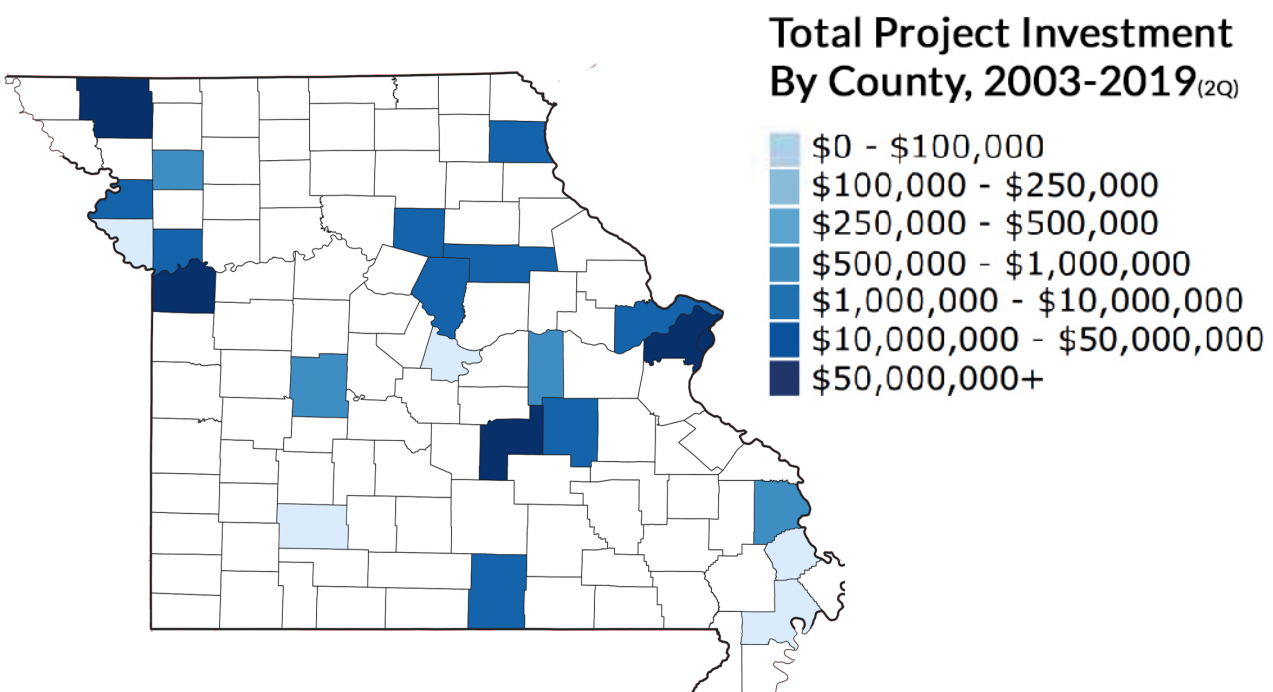 Total Project Investment
By County, 2003-2019(2Q)
$0 - $100,000
$100,000 - $250,000
$250,000 - $500,000
$500,000 - $1,000,000
$1,000,000 - $10,000,000
$10,000,000 - $50,000,000
$50,000,000+